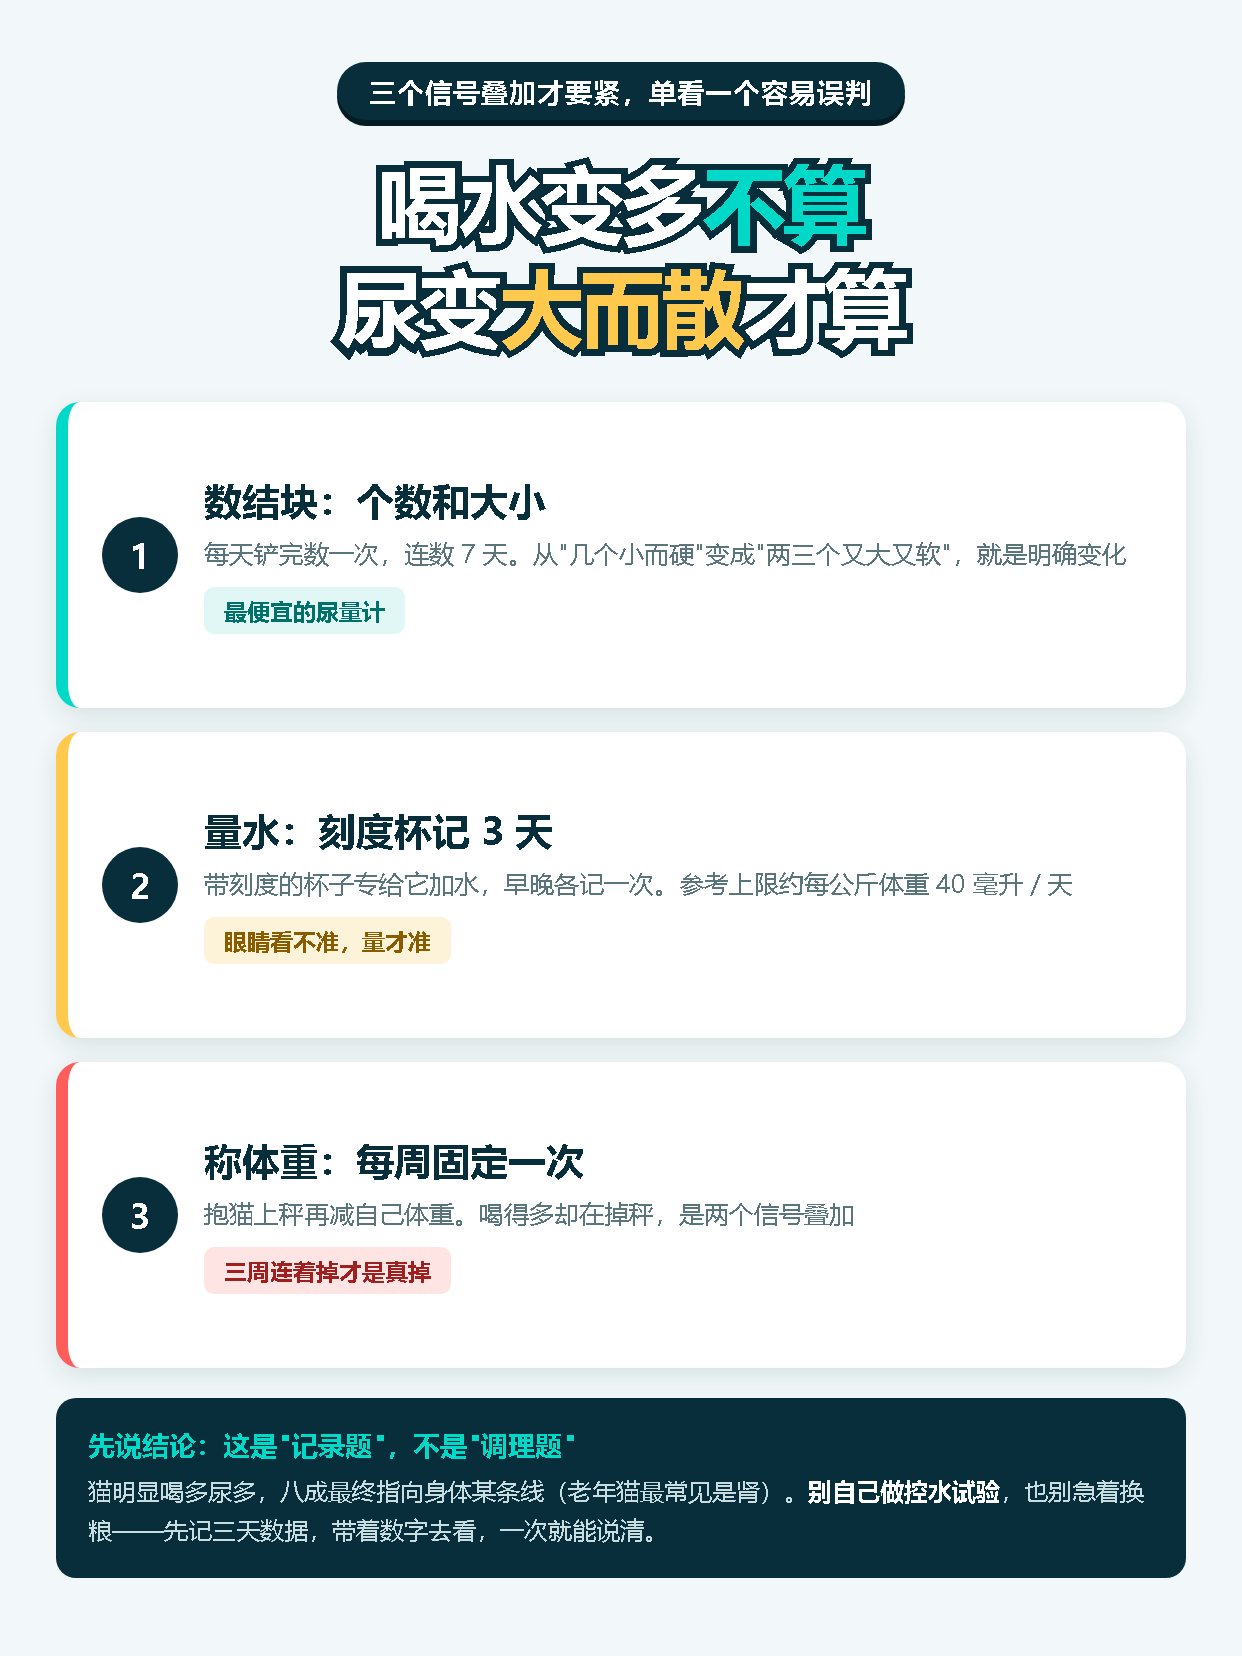 三个信号叠加才要紧，单看一个容易误判
喝水变多不算
尿变大而散才算
1
数结块：个数和大小
每天铲完数一次，连数 7 天。从"几个小而硬"变成"两三个又大又软"，就是明确变化
最便宜的尿量计
2
量水：刻度杯记 3 天
带刻度的杯子专给它加水，早晚各记一次。参考上限约每公斤体重 40 毫升 / 天
眼睛看不准，量才准
3
称体重：每周固定一次
抱猫上秤再减自己体重。喝得多却在掉秤，是两个信号叠加
三周连着掉才是真掉
先说结论：这是"记录题"，不是"调理题"
猫明显喝多尿多，八成最终指向身体某条线（老年猫最常见是肾）。别自己做控水试验，也别急着换
粮——先记三天数据，带着数字去看，一次就能说清。